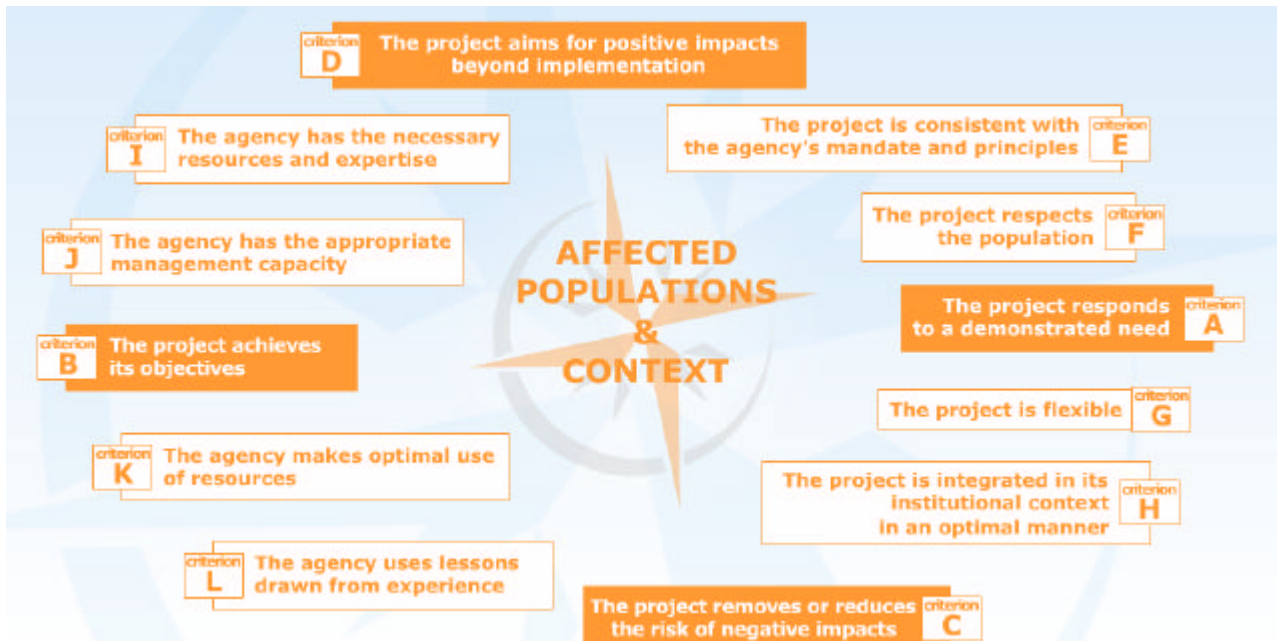 criterion
D
The project aims for positive impacts
beyond implementation
criterion
I
The agency has the necessary
resources and expertise
The project is consistent with
the agency's mandate and principles
criterion
E
criterion
J
The agency has the appropriate
management capacity
The project respects
the population
criterion
F
AFFECTED
POPULATIONS
&
CONTEXT
The project responds
to a demonstrated need
criterion
A
criterion
B
The project achieves
its objectives
The project is flexible
criterion
G
criterion
K
The agency makes optimal use
of resources
The project is integrated in its
institutional context
in an optimal manner
criterion
H
criterion
L
The agency uses lessons
drawn from experience
The project removes or reduces
the risk of negative impacts
criterion
C